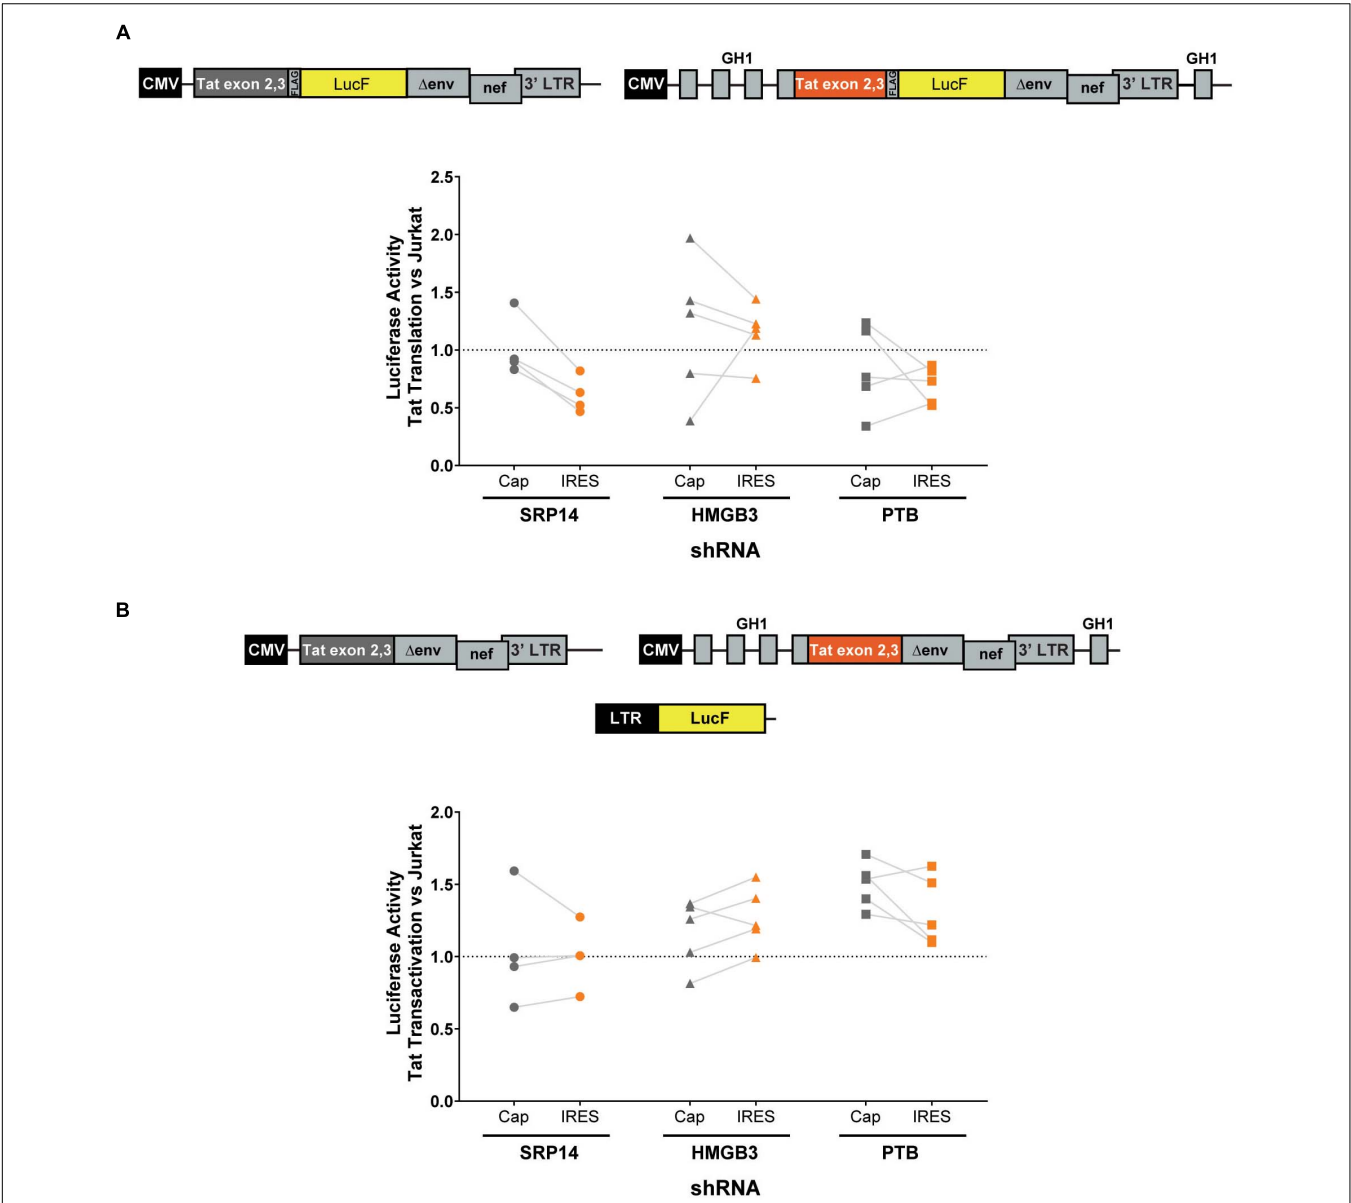 A
GH1 GH1
CMV Tat exon 2,3 FLAG LucF Δenv nef 3' LTR CMV Tat exon 2,3 FLAG LucF Δenv nef 3' LTR
Luciferase Activity
Tat Translation vs Jurkat
2.5
2.0
1.5
1.0
0.5
0.0
Cap IRES Cap IRES Cap IRES
SRP14 HMGB3 PTB
shRNA
B
GH1 GH1
CMV Tat exon 2,3 Δenv nef 3' LTR CMV Tat exon 2,3 Δenv nef 3' LTR
LTR LucF
Luciferase Activity
Tat Transactivation vs Jurkat
2.0
1.5
1.0
0.5
0.0
Cap IRES Cap IRES Cap IRES
SRP14 HMGB3 PTB
shRNA